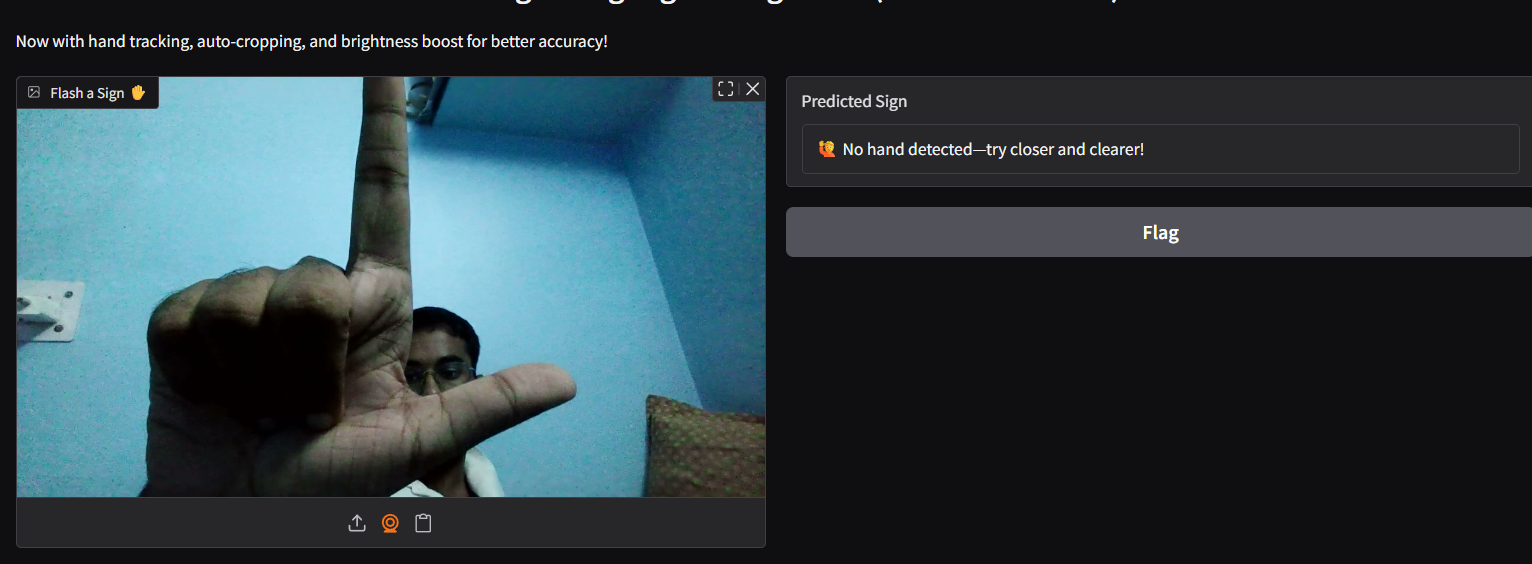 Now with hand tracking, auto-cropping, and brightness boost for better accuracy!
Flash a Sign ✋
Predicted Sign
🙋 No hand detected—try closer and clearer!
Flag